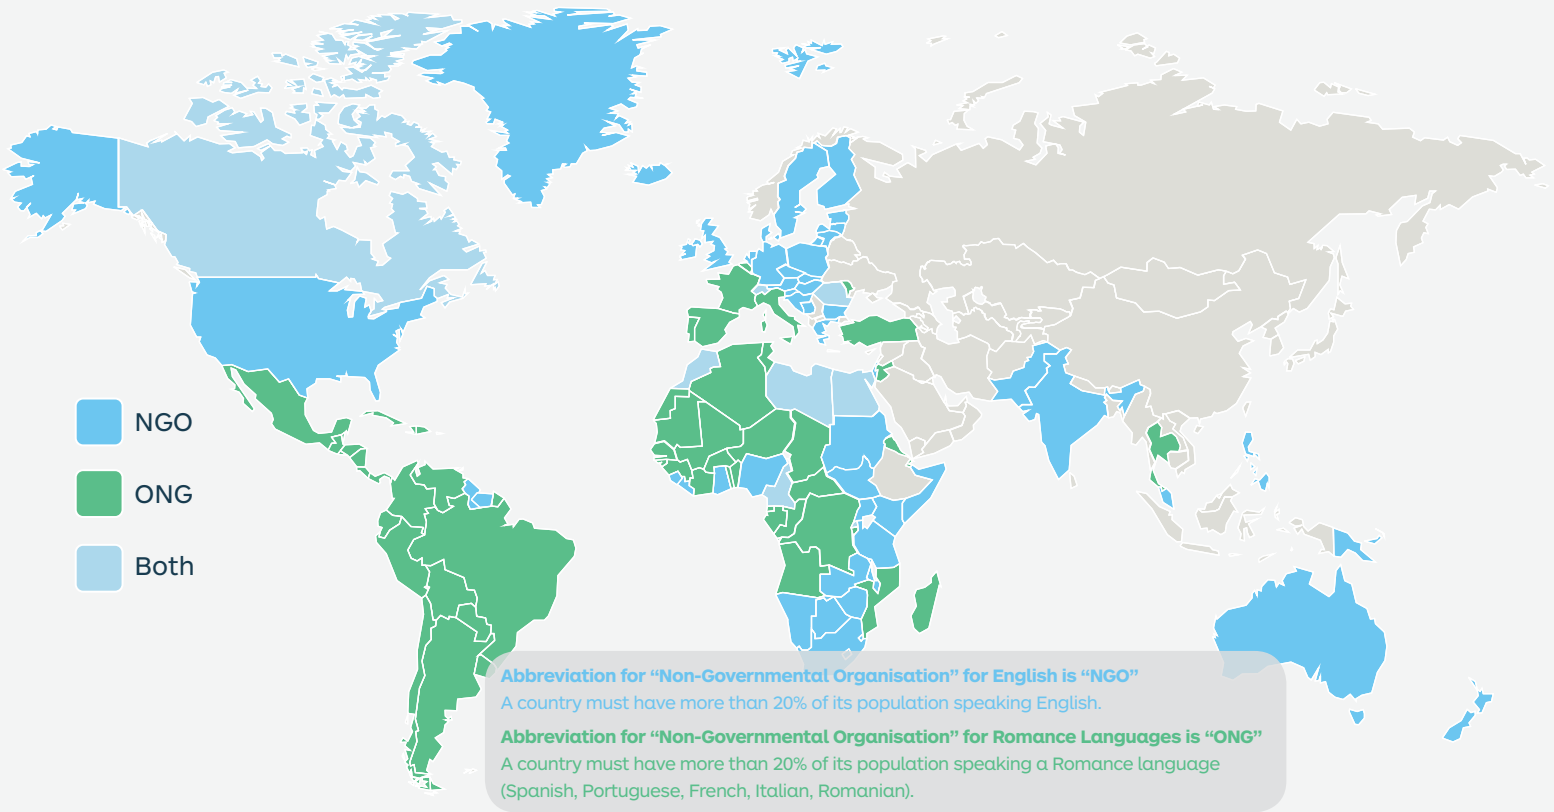 NGO
ONG
Both
Abbreviation for “Non-Governmental Organisation” for English is “NGO”
A country must have more than 20% of its population speaking English.
Abbreviation for “Non-Governmental Organisation” for Romance Languages is “ONG”
A country must have more than 20% of its population speaking a Romance language
(Spanish, Portuguese, French, Italian, Romanian).